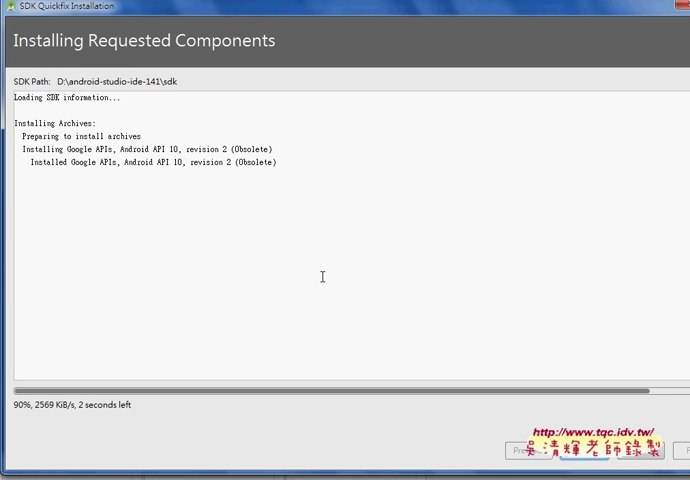 SDK Quickfix Installation
Installing Requested Components
SDK Path: D:\android-studio-ide-141\sdk
Loading SDK information...
Installing Archives:
Preparing to install archives
Installing Google APIs, Android API 10, revision 2 (Obsolete)
Installed Google APIs, Android API 10, revision 2 (Obsolete)
90%, 2569 KiB/s, 2 seconds left
http://www.tqc.idv.tw/
吳清輝老師錄製